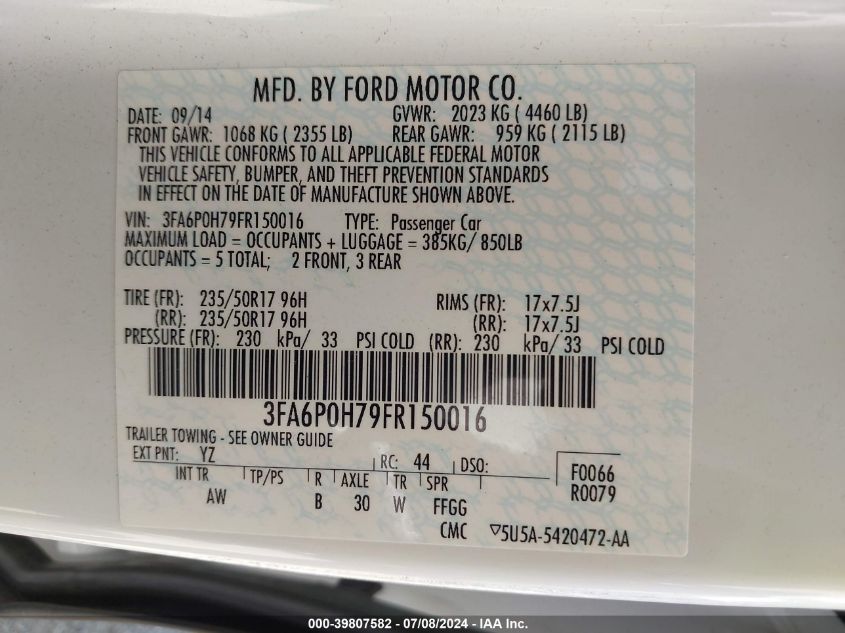 MFD. BY FORD MOTOR CO.
DATE: 09/14 GVWR: 2023 KG ( 4460 LB)
FRONT GAWR: 1068 KG ( 2355 LB) REAR GAWR: 959 KG ( 2115 LB)
THIS VEHICLE CONFORMS TO ALL APPLICABLE FEDERAL MOTOR
VEHICLE SAFETY, BUMPER, AND THEFT PREVENTION STANDARDS
IN EFFECT ON THE DATE OF MANUFACTURE SHOWN ABOVE.
VIN: 3FA6P0H79FR150016 TYPE: Passenger Car
MAXIMUM LOAD = OCCUPANTS + LUGGAGE = 385KG/ 850LB
OCCUPANTS = 5 TOTAL; 2 FRONT, 3 REAR
TIRE (FR): 235/50R17 96H RIMS (FR): 17x7.5J
(RR): 235/50R17 96H (RR): 17x7.5J
PRESSURE (FR): 230 kPa/ 33 PSI COLD (RR): 230 kPa/ 33 PSI COLD
3FA6P0H79FR150016
TRAILER TOWING - SEE OWNER GUIDE
EXT PNT: YZ RC: 44 DSO: F0066
INT TR TP/PS R AXLE TR SPR R0079
AW B 30 W FFGG
CMC ▽5U5A-5420472-AA
000-39807582 / 07/08/2024 - IAA Inc.